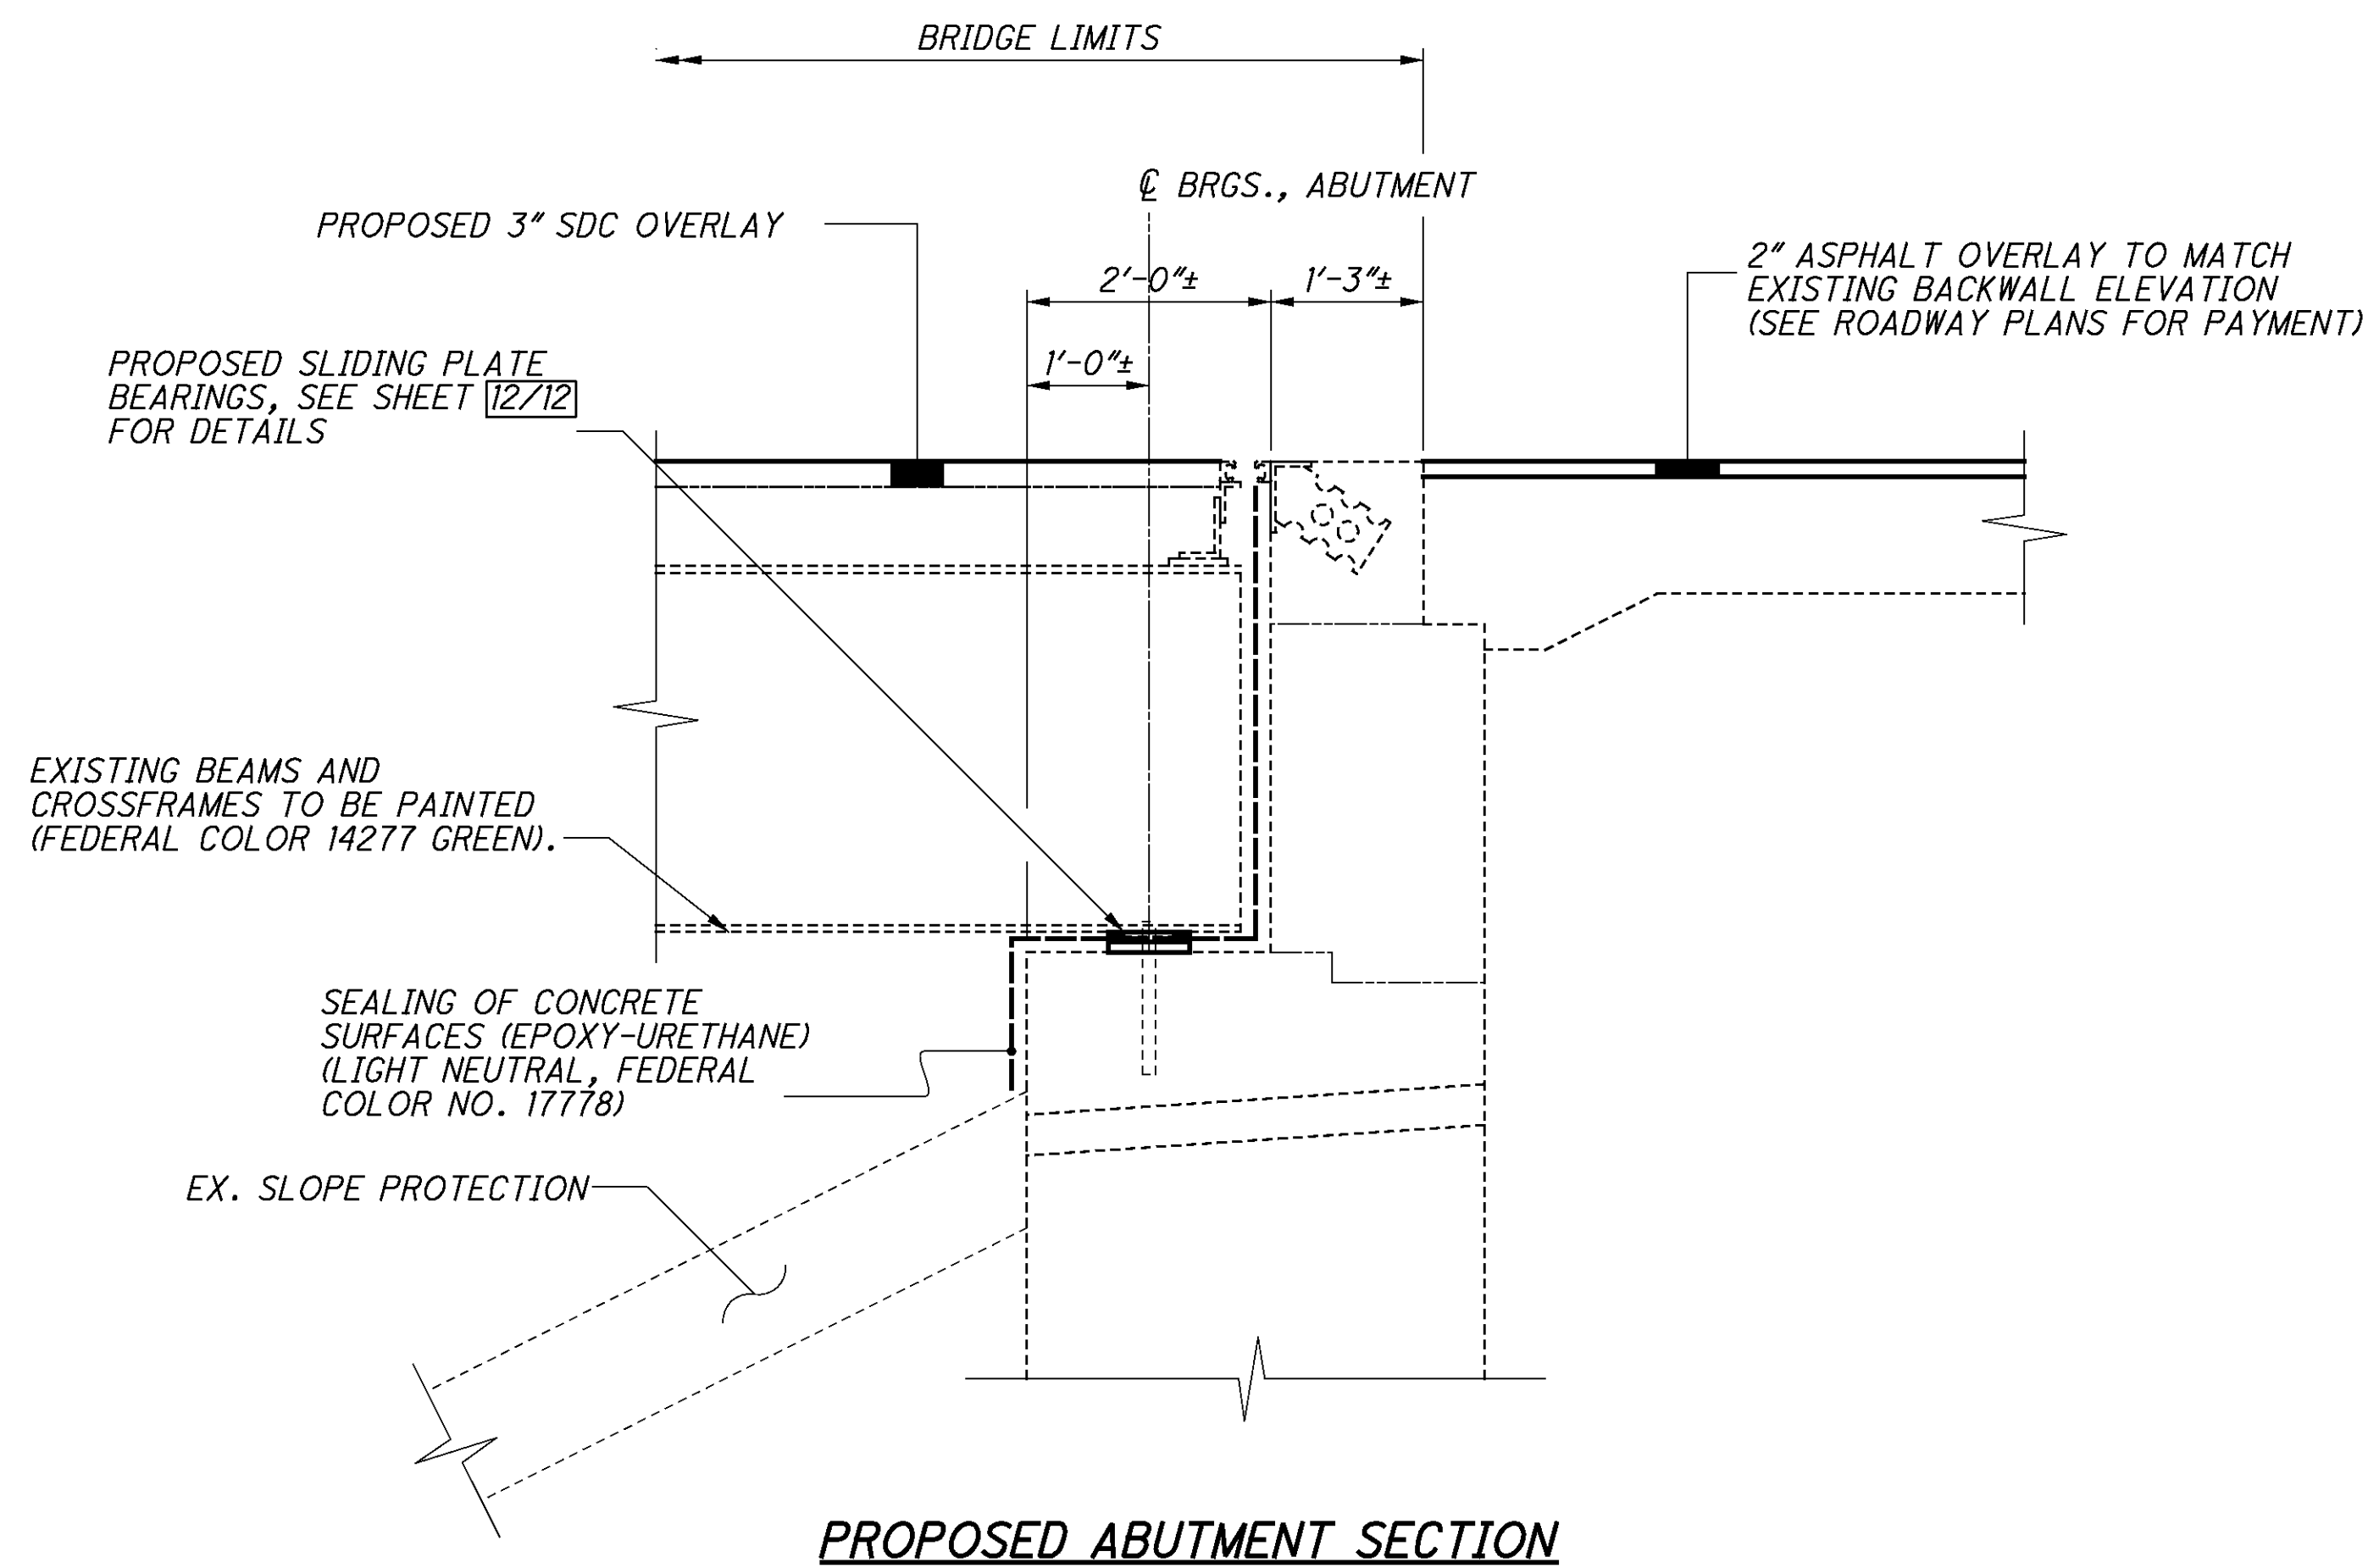 BRIDGE LIMITS
℄ BRGS., ABUTMENT
PROPOSED 3" SDC OVERLAY
2'-0"±
1'-3"±
2" ASPHALT OVERLAY TO MATCH
EXISTING BACKWALL ELEVATION
(SEE ROADWAY PLANS FOR PAYMENT)
1'-0"±
PROPOSED SLIDING PLATE
BEARINGS, SEE SHEET 12/12
FOR DETAILS
EXISTING BEAMS AND
CROSSFRAMES TO BE PAINTED
(FEDERAL COLOR 14277 GREEN).
SEALING OF CONCRETE
SURFACES (EPOXY-URETHANE)
(LIGHT NEUTRAL, FEDERAL
COLOR NO. 17778)
EX. SLOPE PROTECTION
PROPOSED ABUTMENT SECTION